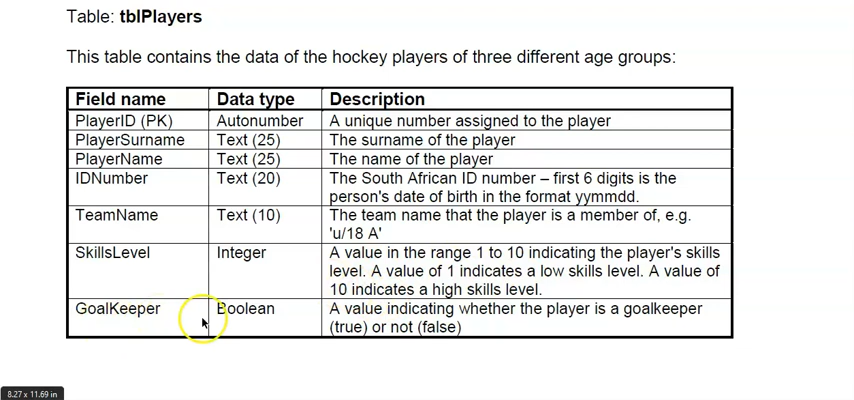 Table: tblPlayers
This table contains the data of the hockey players of three different age groups:
Field name Data type Description
PlayerID (PK) Autonumber A unique number assigned to the player
PlayerSurname Text (25) The surname of the player
PlayerName Text (25) The name of the player
IDNumber Text (20) The South African ID number – first 6 digits is the
person's date of birth in the format yymmdd.
TeamName Text (10) The team name that the player is a member of, e.g.
'u/18 A'
SkillsLevel Integer A value in the range 1 to 10 indicating the player's skills
level. A value of 1 indicates a low skills level. A value of
10 indicates a high skills level.
GoalKeeper Boolean A value indicating whether the player is a goalkeeper
(true) or not (false)
8.27 x 11.69 in